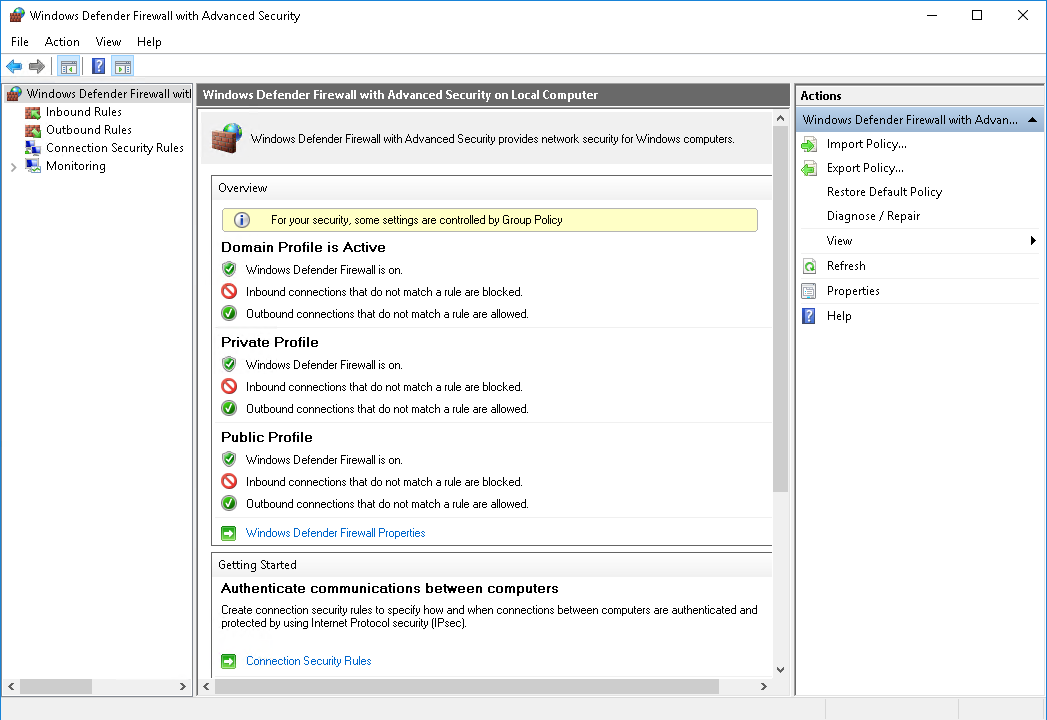 Windows Defender Firewall with Advanced Security
File Action View Help
Windows Defender Firewall with
Inbound Rules
Outbound Rules
Connection Security Rules
Monitoring
Windows Defender Firewall with Advanced Security on Local Computer
Windows Defender Firewall with Advanced Security provides network security for Windows computers.
Overview
For your security, some settings are controlled by Group Policy
Domain Profile is Active
Windows Defender Firewall is on.
Inbound connections that do not match a rule are blocked.
Outbound connections that do not match a rule are allowed.
Private Profile
Windows Defender Firewall is on.
Inbound connections that do not match a rule are blocked.
Outbound connections that do not match a rule are allowed.
Public Profile
Windows Defender Firewall is on.
Inbound connections that do not match a rule are blocked.
Outbound connections that do not match a rule are allowed.
Windows Defender Firewall Properties
Getting Started
Authenticate communications between computers
Create connection security rules to specify how and when connections between computers are authenticated and
protected by using Internet Protocol security (IPsec).
Connection Security Rules
Actions
Windows Defender Firewall with Advan...
Import Policy...
Export Policy...
Restore Default Policy
Diagnose / Repair
View
Refresh
Properties
Help